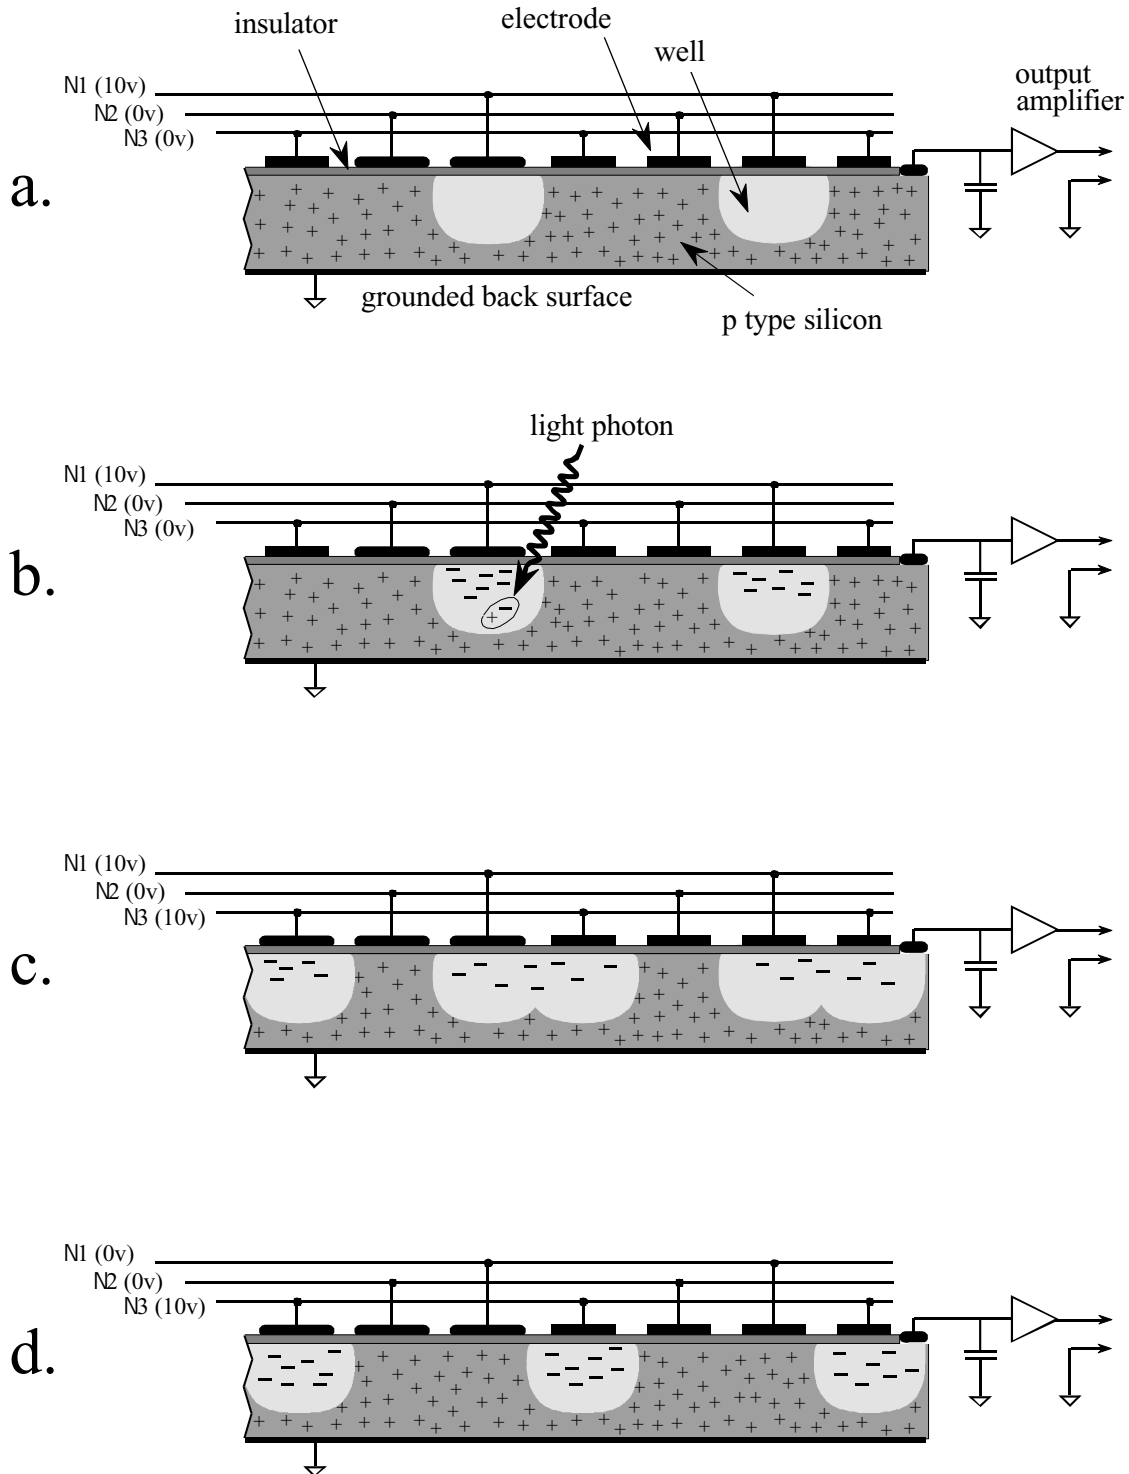 insulator
electrode
well
output
amplifier
N1 (10v)
N2 (0v)
N3 (0v)
a.
grounded back surface
p type silicon
light photon
N1 (10v)
N2 (0v)
N3 (0v)
b.
N1 (10v)
N2 (0v)
N3 (10v)
c.
N1 (0v)
N2 (0v)
N3 (10v)
d.